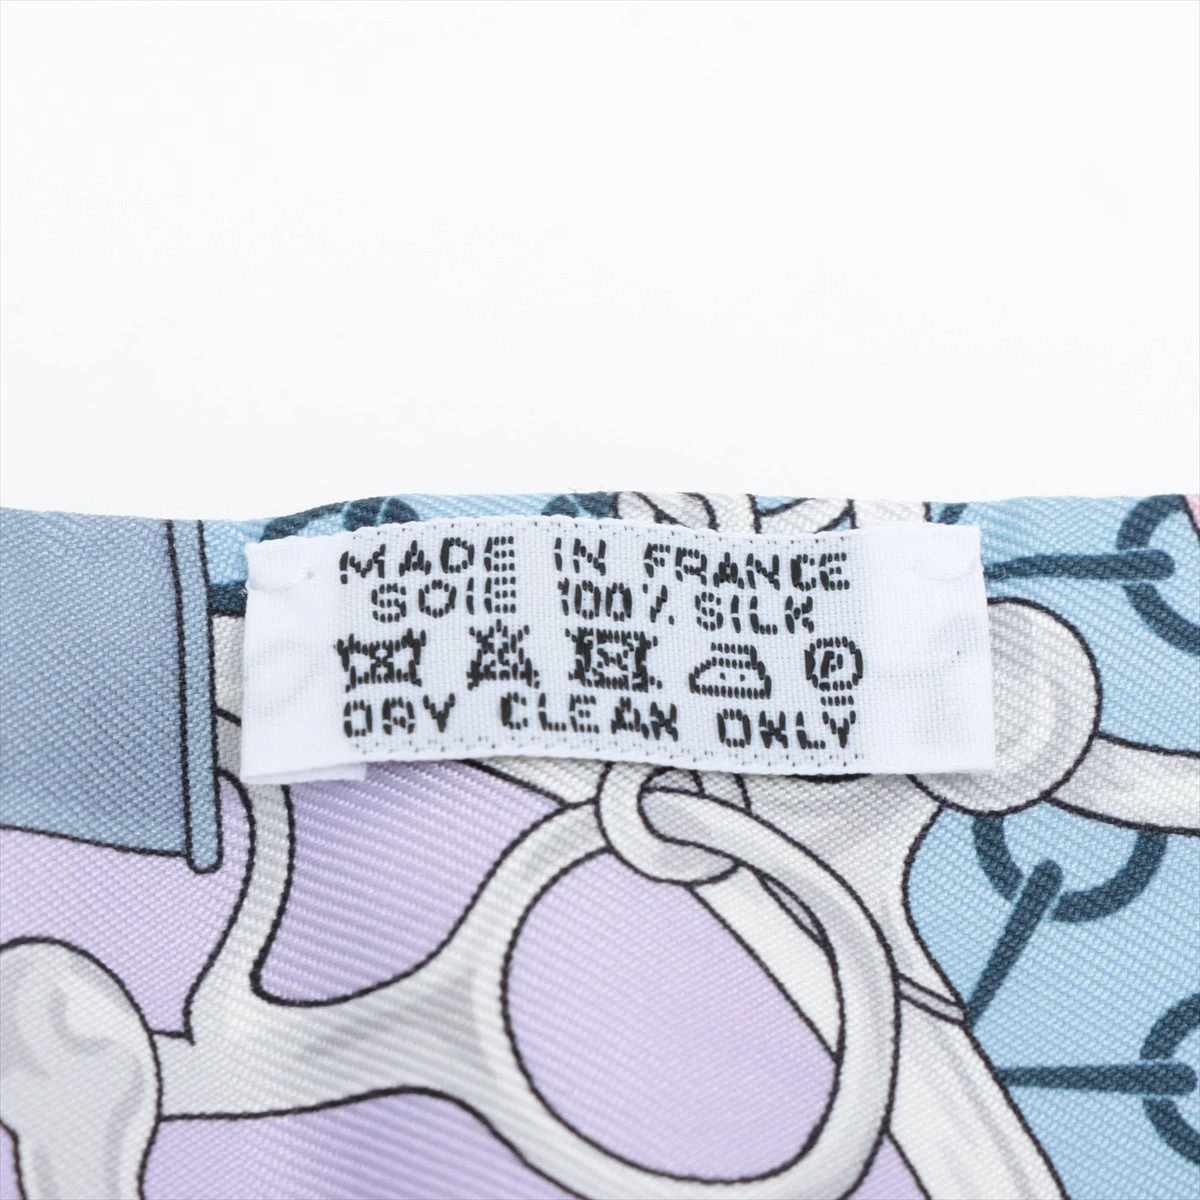 MADE IN FRANCE
SOIE 100% SILK
P
DRY CLEAN ONLY